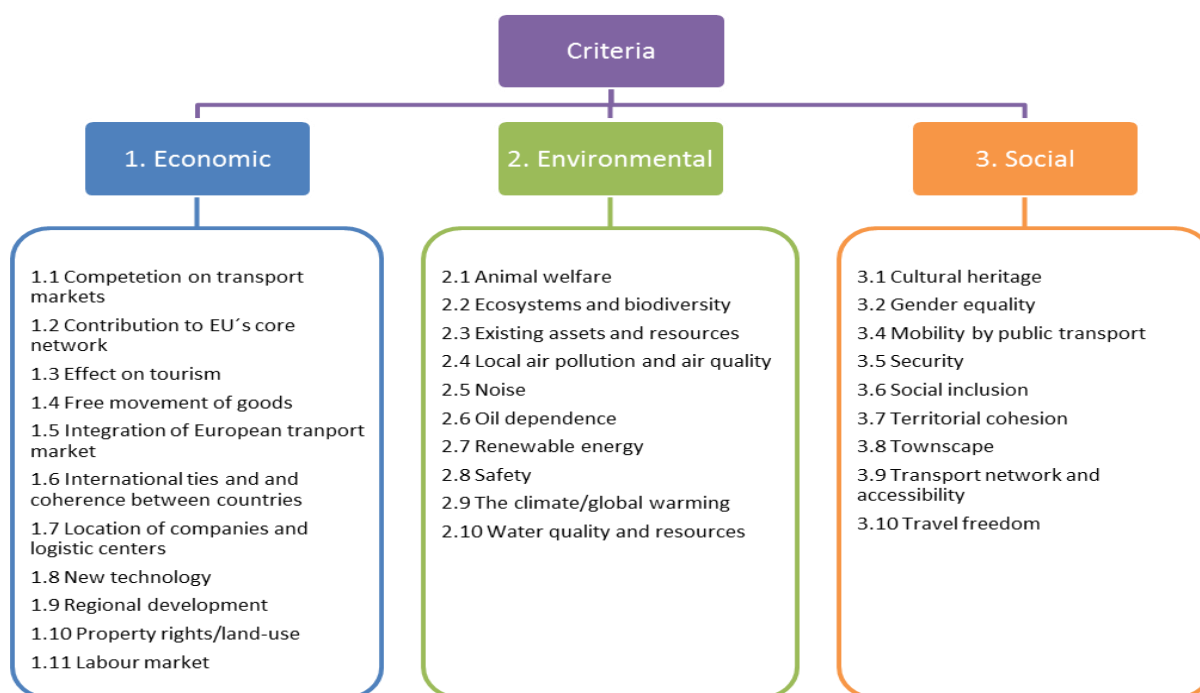 Criteria
1. Economic
2. Environmental
3. Social
1.1 Competetion on transport
markets
1.2 Contribution to EU´s core
network
1.3 Effect on tourism
1.4 Free movement of goods
1.5 Integration of European tranport
market
1.6 International ties and and
coherence between countries
1.7 Location of companies and
logistic centers
1.8 New technology
1.9 Regional development
1.10 Property rights/land-use
1.11 Labour market
2.1 Animal welfare
2.2 Ecosystems and biodiversity
2.3 Existing assets and resources
2.4 Local air pollution and air quality
2.5 Noise
2.6 Oil dependence
2.7 Renewable energy
2.8 Safety
2.9 The climate/global warming
2.10 Water quality and resources
3.1 Cultural heritage
3.2 Gender equality
3.4 Mobility by public transport
3.5 Security
3.6 Social inclusion
3.7 Territorial cohesion
3.8 Townscape
3.9 Transport network and
accessibility
3.10 Travel freedom